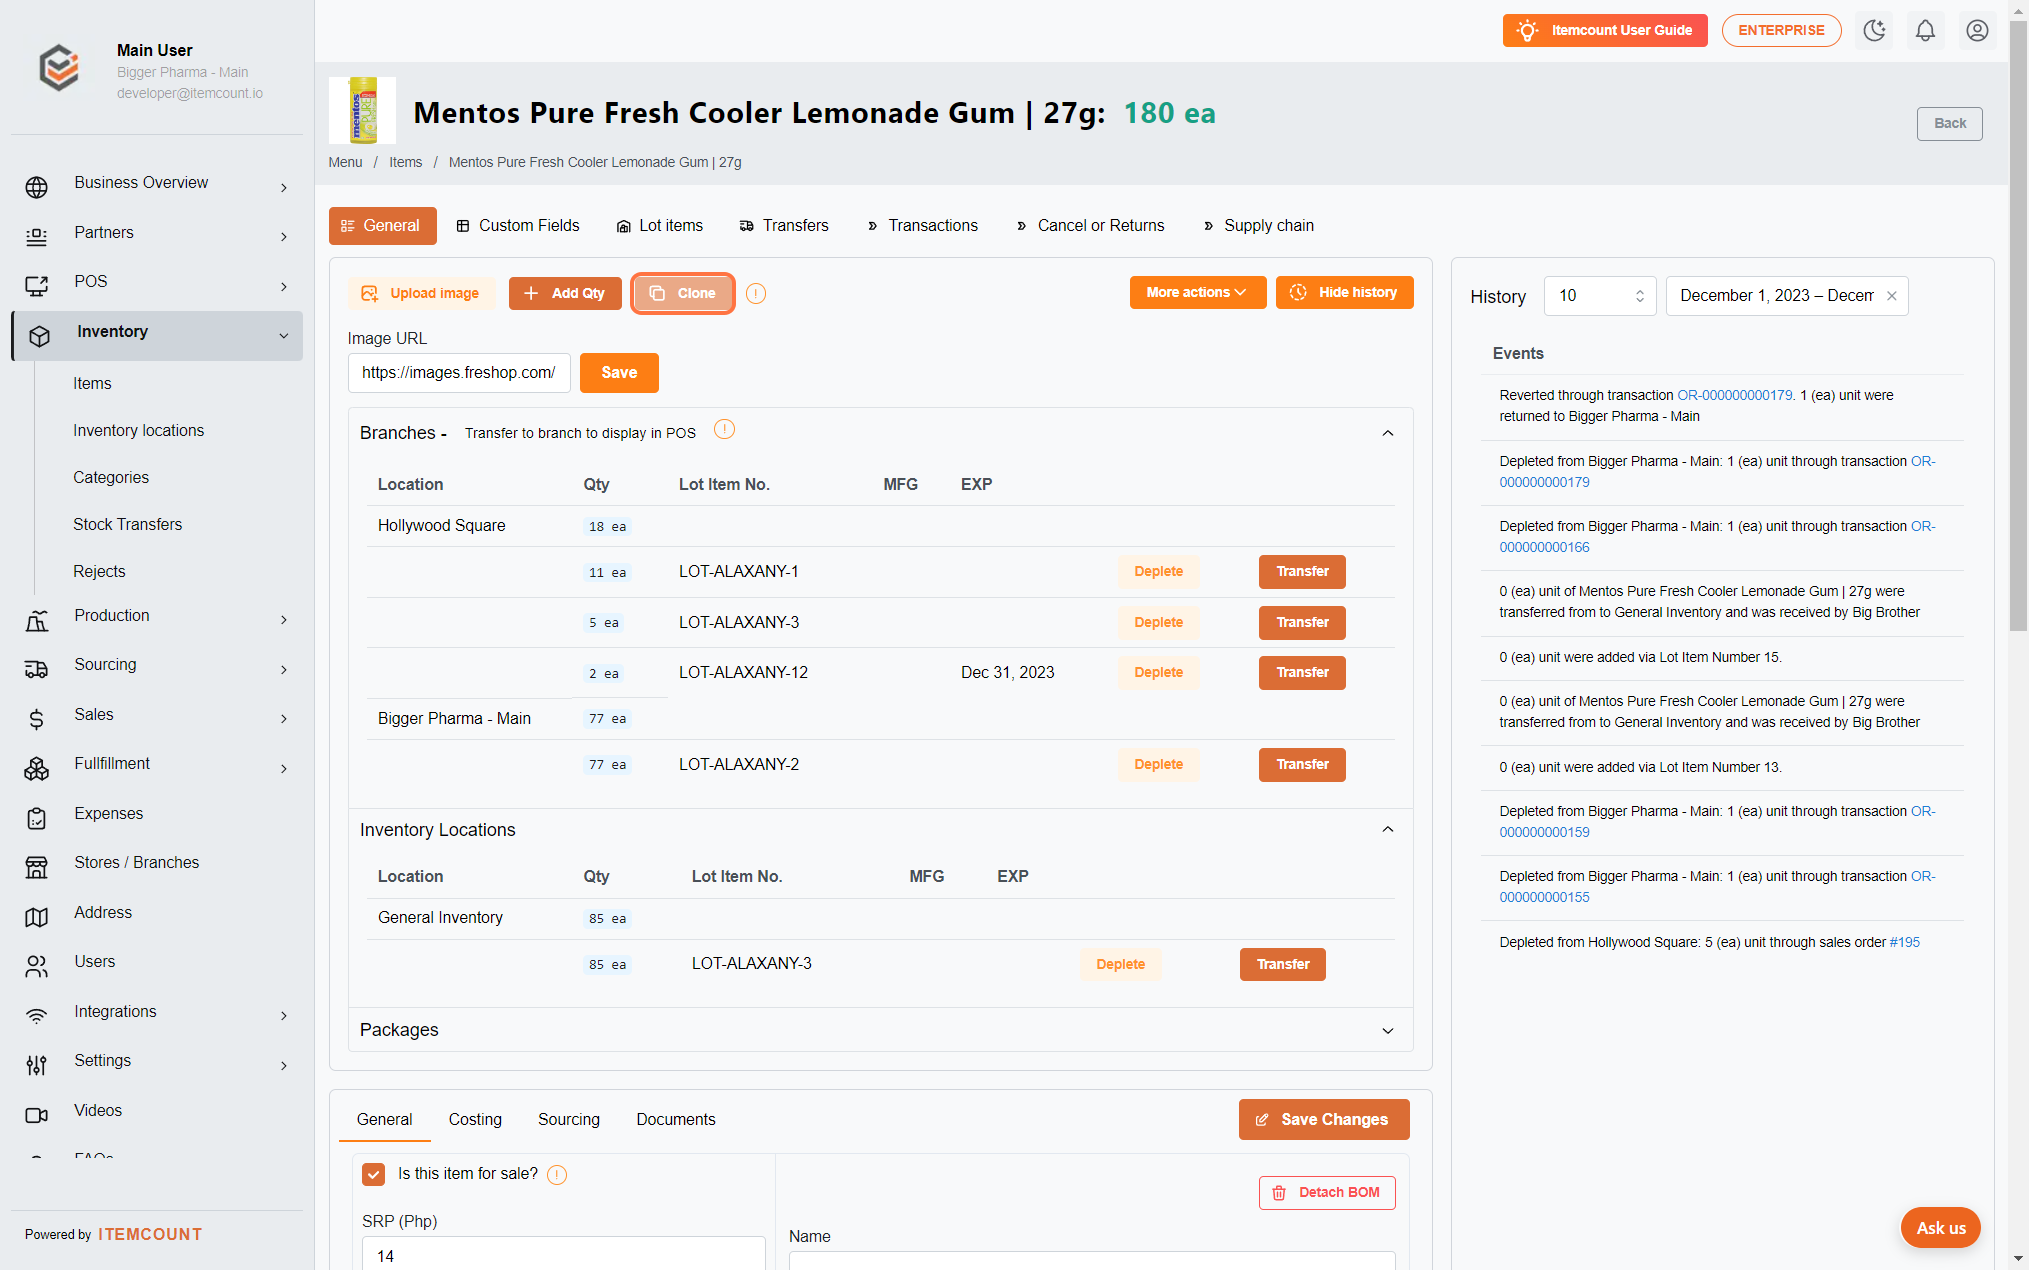 Main User
Bigger Pharma - Main
developer@itemcount.io
Business Overview
Partners
POS
Inventory
Items
Inventory locations
Categories
Stock Transfers
Rejects
Production
Sourcing
Sales
Fullfillment
Expenses
Stores / Branches
Address
Users
Integrations
Settings
Videos
FAQs
Powered by ITEMCOUNT
Itemcount User Guide
ENTERPRISE
mentos
Mentos Pure Fresh Cooler Lemonade Gum | 27g: 180 ea
Back
Menu / Items / Mentos Pure Fresh Cooler Lemonade Gum | 27g
General
Custom Fields
Lot items
Transfers
Transactions
Cancel or Returns
Supply chain
Upload image
+ Add Qty
Clone
More actions
Hide history
Image URL
https://images.freshop.com/
Save
Branches - Transfer to branch to display in POS
Location Qty Lot Item No. MFG EXP
Hollywood Square 18 ea
11 ea LOT-ALAXANY-1 Deplete Transfer
5 ea LOT-ALAXANY-3 Deplete Transfer
2 ea LOT-ALAXANY-12 Dec 31, 2023 Deplete Transfer
Bigger Pharma - Main 77 ea
77 ea LOT-ALAXANY-2 Deplete Transfer
Inventory Locations
Location Qty Lot Item No. MFG EXP
General Inventory 85 ea
85 ea LOT-ALAXANY-3 Deplete Transfer
Packages
General Costing Sourcing Documents
Save Changes
Is this item for sale?
Detach BOM
SRP (Php)
14
Name
History 10 December 1, 2023 – Decem
Events
Reverted through transaction OR-000000000179. 1 (ea) unit were
returned to Bigger Pharma - Main
Depleted from Bigger Pharma - Main: 1 (ea) unit through transaction OR-
000000000179
Depleted from Bigger Pharma - Main: 1 (ea) unit through transaction OR-
000000000166
0 (ea) unit of Mentos Pure Fresh Cooler Lemonade Gum | 27g were
transferred from to General Inventory and was received by Big Brother
0 (ea) unit were added via Lot Item Number 15.
0 (ea) unit of Mentos Pure Fresh Cooler Lemonade Gum | 27g were
transferred from to General Inventory and was received by Big Brother
0 (ea) unit were added via Lot Item Number 13.
Depleted from Bigger Pharma - Main: 1 (ea) unit through transaction OR-
000000000159
Depleted from Bigger Pharma - Main: 1 (ea) unit through transaction OR-
000000000155
Depleted from Hollywood Square: 5 (ea) unit through sales order #195
Ask us